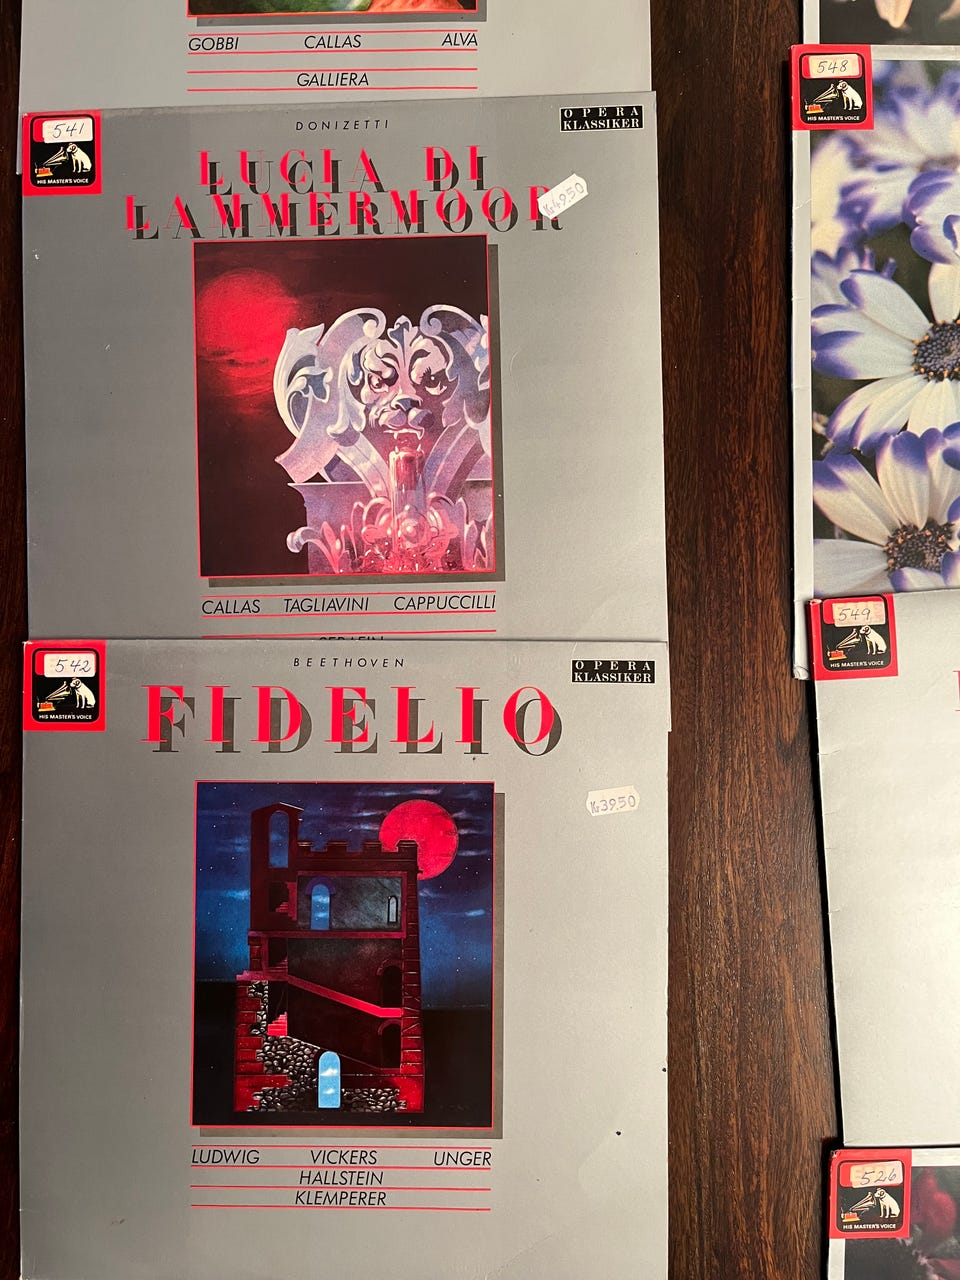 GOBBI CALLAS ALVA
GALLIERA
541
HIS MASTER'S VOICE
DONIZETTI
OPERA
KLASSIKER
LUCIA DI
LAMMERMOOR
Kr49.50
CALLAS TAGLIAVINI CAPPUCCILLI
SERAFIN
542
HIS MASTER'S VOICE
BEETHOVEN
OPERA
KLASSIKER
FIDELIO
Kr39.50
LUDWIG VICKERS UNGER
HALLSTEIN
KLEMPERER
548
HIS MASTER'S VOICE
549
HIS MASTER'S VOICE
526
HIS MASTER'S VOICE